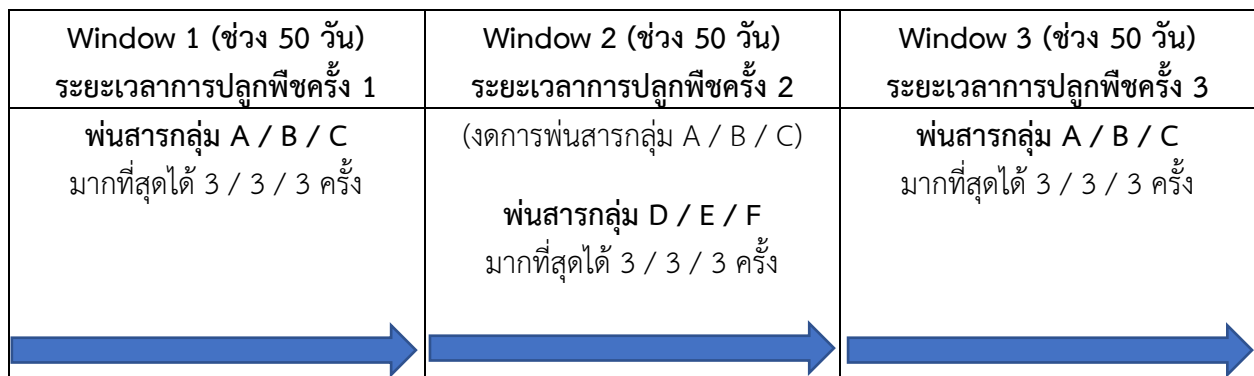 Window 1 (ช่วง 50 วัน)
ระยะเวลาการปลูกพืชครั้ง 1
พ่นสารกลุ่ม A / B / C
มากที่สุดได้ 3 / 3 / 3 ครั้ง
Window 2 (ช่วง 50 วัน)
ระยะเวลาการปลูกพืชครั้ง 2
(งดการพ่นสารกลุ่ม A / B / C)
พ่นสารกลุ่ม D / E / F
มากที่สุดได้ 3 / 3 / 3 ครั้ง
Window 3 (ช่วง 50 วัน)
ระยะเวลาการปลูกพืชครั้ง 3
พ่นสารกลุ่ม A / B / C
มากที่สุดได้ 3 / 3 / 3 ครั้ง